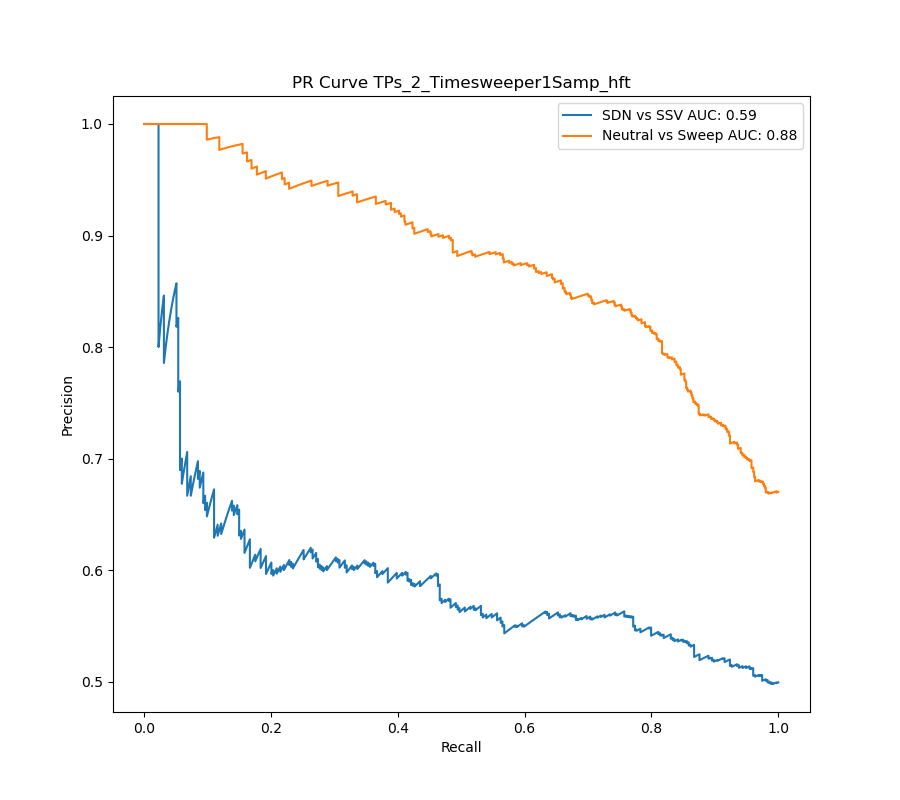 PR Curve TPs_2_Timesweeper1Samp_hft
SDN vs SSV AUC: 0.59
Neutral vs Sweep AUC: 0.88
1.0
0.9
0.8
0.7
0.6
0.5
Precision
0.0 0.2 0.4 0.6 0.8 1.0
Recall